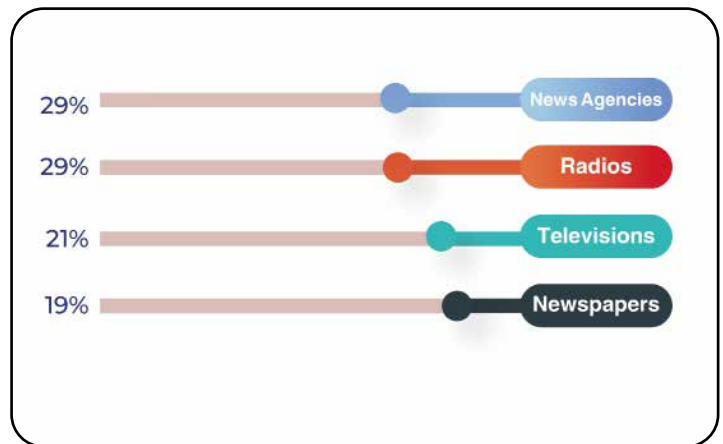 29% News Agencies
29% Radios
21% Televisions
19% Newspapers